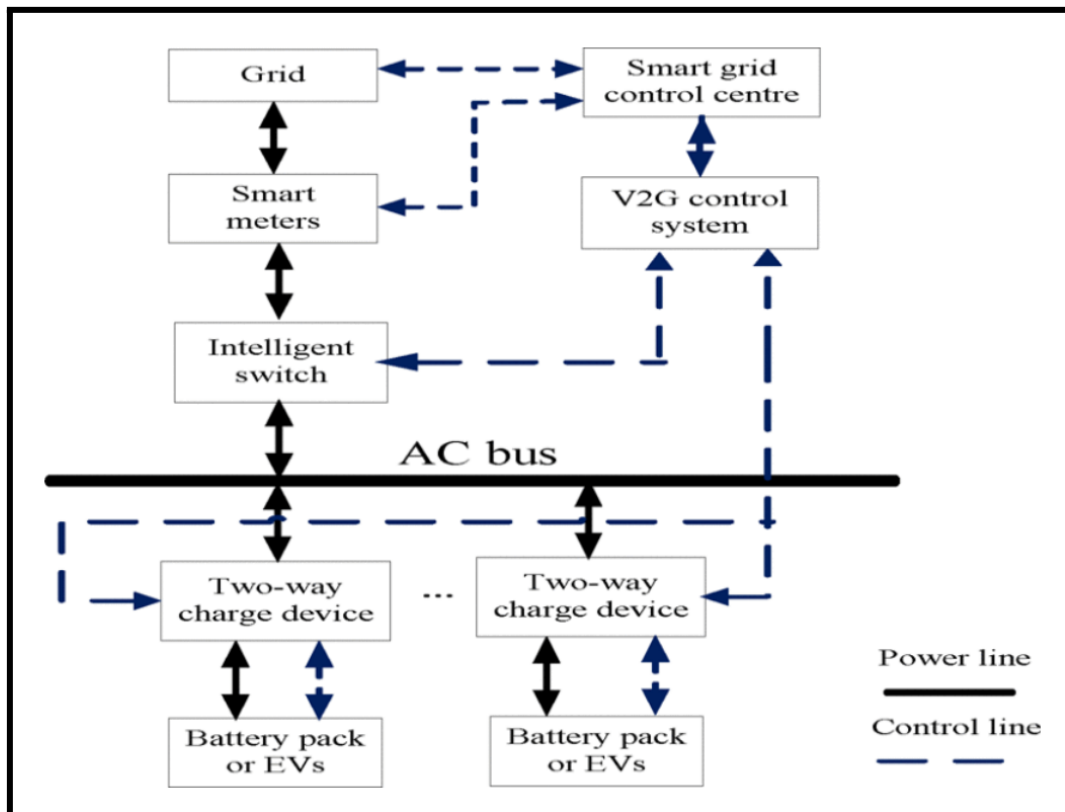 Grid
Smart grid
control centre
Smart
meters
V2G control
system
Intelligent
switch
AC bus
Two-way
charge device
...
Two-way
charge device
Power line
Control line
Battery pack
or EVs
Battery pack
or EVs